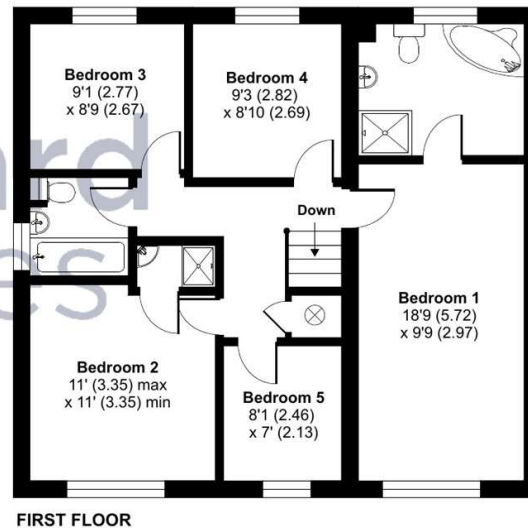 Bedroom 3
9'1 (2.77)
x 8'9 (2.67)
Bedroom 4
9'3 (2.82)
x 8'10 (2.69)
Down
Bedroom 1
18'9 (5.72)
x 9'9 (2.97)
Bedroom 2
11' (3.35) max
x 11' (3.35) min
Bedroom 5
8'1 (2.46)
x 7' (2.13)
FIRST FLOOR